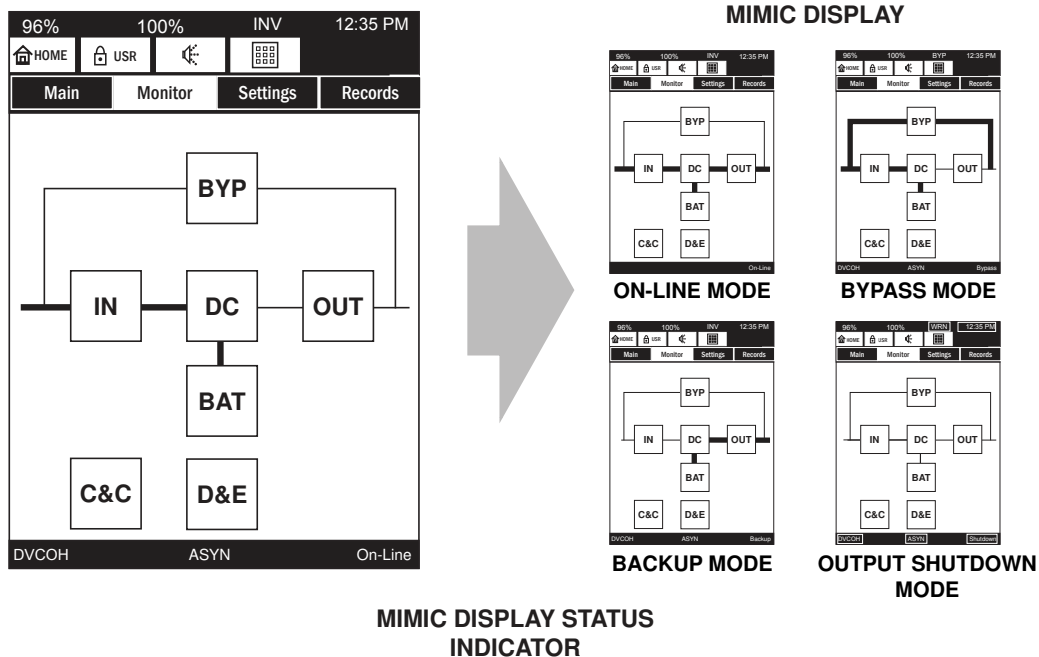 96% 100% INV 12:35 PM
HOME USR
Main Monitor Settings Records
BYP
IN DC OUT
BAT
C&C D&E
DVCOH ASYN On-Line
MIMIC DISPLAY
96% 100% INV 12:35 PM
HOME USR
Main Monitor Settings Records
BYP
IN DC OUT
BAT
C&C D&E
On-Line
ON-LINE MODE
96% 100% BYP 12:35 PM
HOME USR
Main Monitor Settings Records
BYP
IN DC OUT
BAT
C&C D&E
DVCOH ASYN Bypass
BYPASS MODE
96% 100% INV 12:35 PM
HOME USR
Main Monitor Settings Records
BYP
IN DC OUT
BAT
C&C D&E
DVCOH ASYN Backup
BACKUP MODE
96% 100% WRN 12:35 PM
HOME USR
Main Monitor Settings Records
BYP
IN DC OUT
BAT
C&C D&E
DVCOH ASYN Shutdown
OUTPUT SHUTDOWN
MODE
MIMIC DISPLAY STATUS
INDICATOR